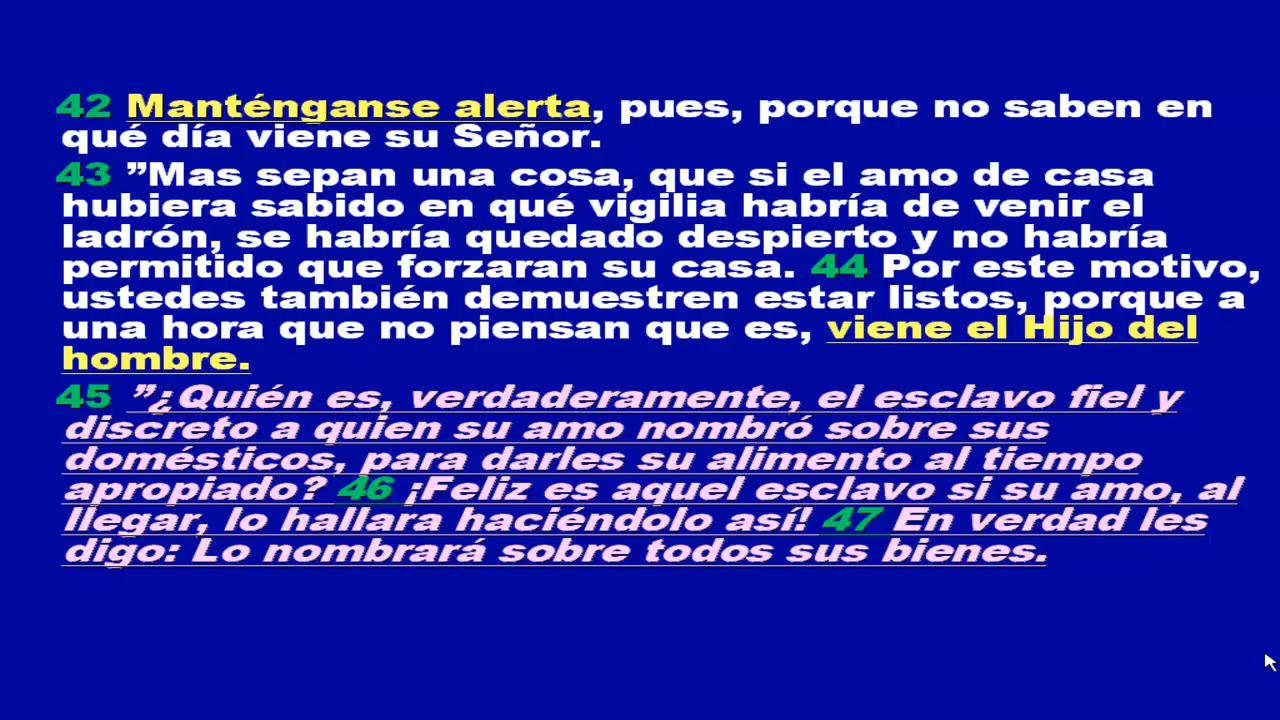 42 Manténganse alerta, pues, porque no saben en
qué día viene su Señor.
43 ”Mas sepan una cosa, que si el amo de casa
hubiera sabido en qué vigilia habría de venir el
ladrón, se habría quedado despierto y no habría
permitido que forzaran su casa. 44 Por este motivo,
ustedes también demuestren estar listos, porque a
una hora que no piensan que es, viene el Hijo del
hombre.
45 ”¿Quién es, verdaderamente, el esclavo fiel y
discreto a quien su amo nombró sobre sus
domésticos, para darles su alimento al tiempo
apropiado? 46 ¡Feliz es aquel esclavo si su amo, al
llegar, lo hallara haciéndolo así! 47 En verdad les
digo: Lo nombrará sobre todos sus bienes.